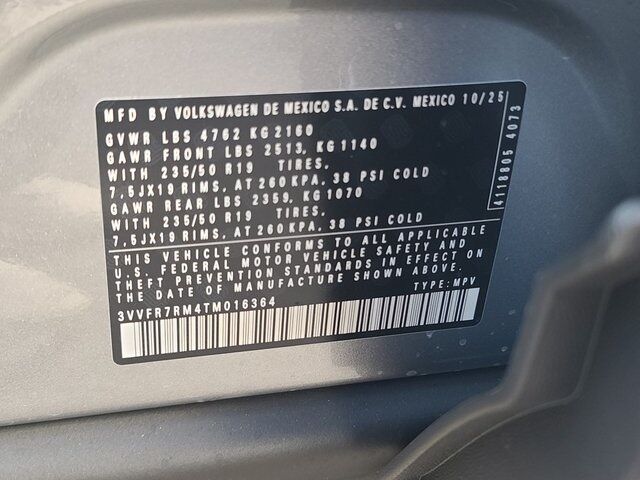 MFD BY VOLKSWAGEN DE MEXICO S.A. DE C.V. MEXICO 10/25
GVWR LBS 4762 KG 2160
GAWR FRONT LBS 2513, KG 1140
WITH 235/50 R19 TIRES.
7,5JX19 RIMS, AT 260 KPA, 38 PSI COLD
GAWR REAR LBS 2359, KG 1070
WITH 235/50 R19 TIRES.
7,5JX19 RIMS, AT 260 KPA, 38 PSI COLD
THIS VEHICLE CONFORMS TO ALL APPLICABLE
U.S. FEDERAL MOTOR VEHICLE SAFETY AND
THEFT PREVENTION STANDARDS IN EFFECT ON
THE DATE OF MANUFACTURE SHOWN ABOVE.
TYPE: MPV
3VVFR7RM4TM016364
4118805 4073